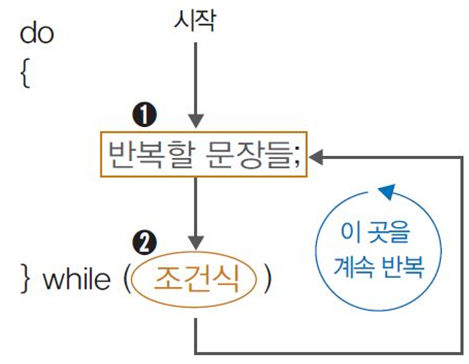 시작
do
{
❶
반복할 문장들;
❷
} while ( 조건식 )
이 곳을
계속 반복